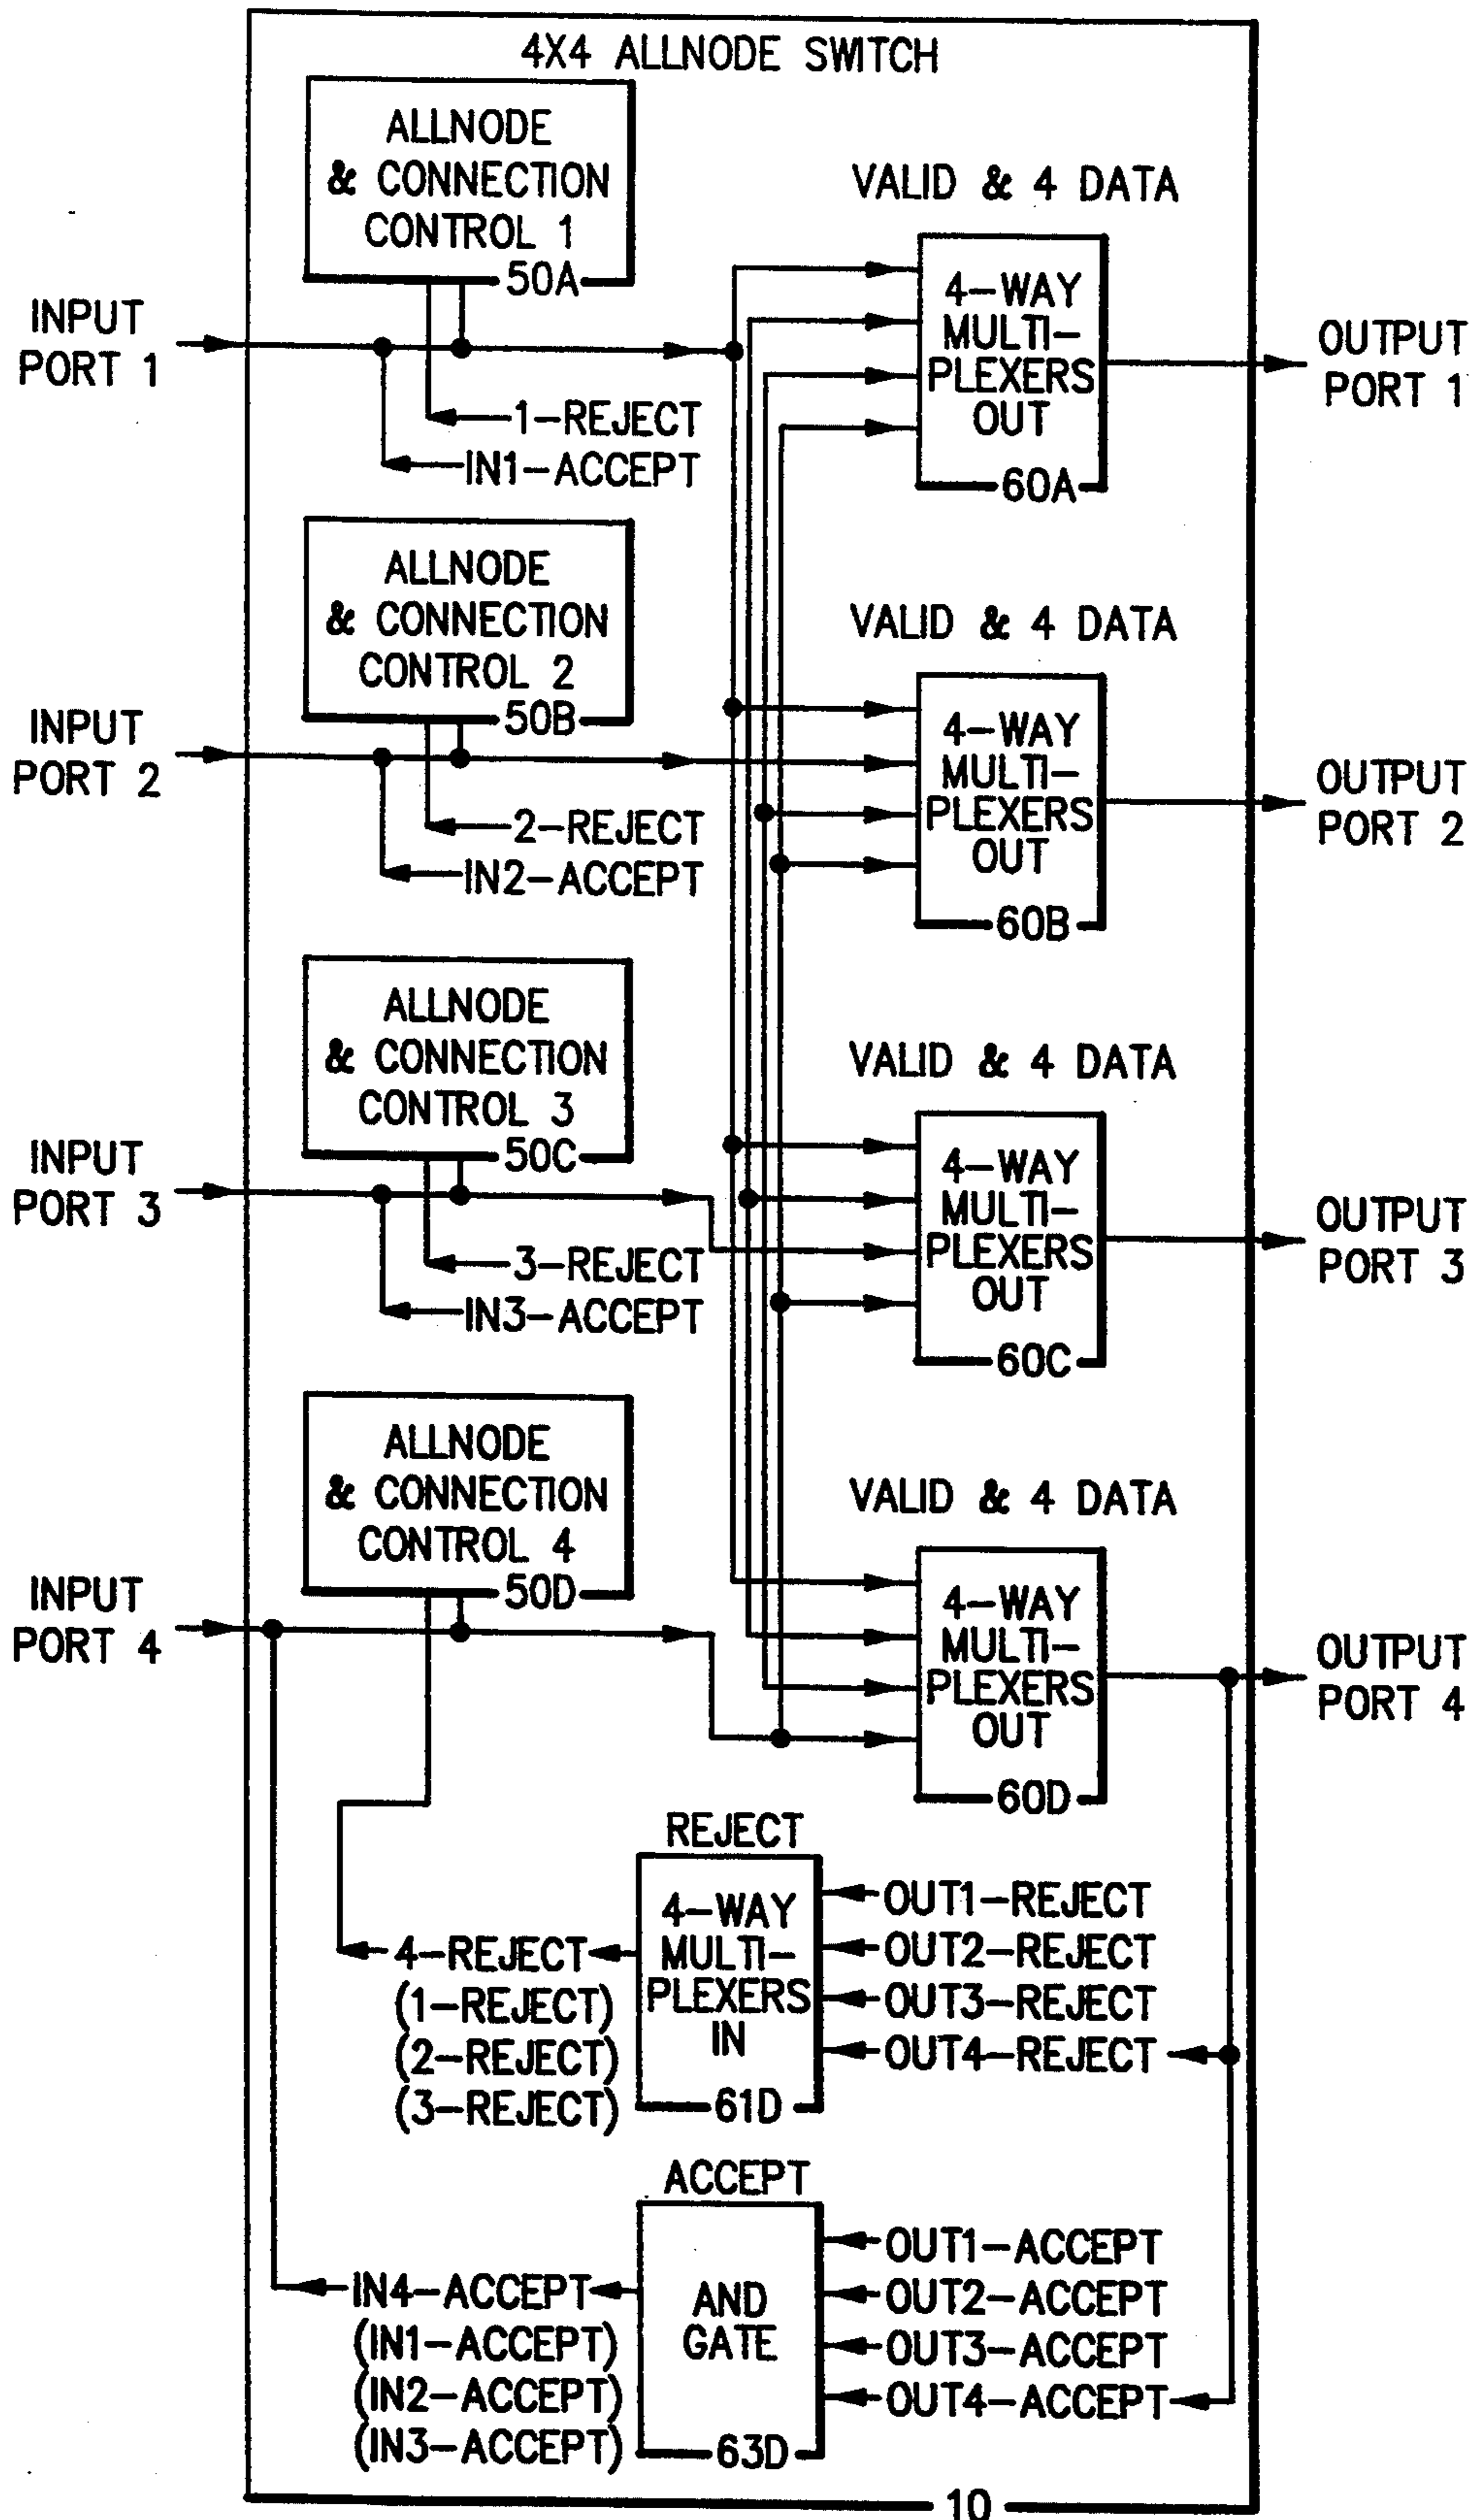 4X4 ALLNODE SWITCH
ALLNODE
& CONNECTION
CONTROL 1
50A
VALID & 4 DATA
INPUT
PORT 1
4-WAY
MULTI-
PLEXERS
OUT
60A
OUTPUT
PORT 1
1-REJECT
IN1-ACCEPT
ALLNODE
& CONNECTION
CONTROL 2
50B
VALID & 4 DATA
INPUT
PORT 2
4-WAY
MULTI-
PLEXERS
OUT
60B
OUTPUT
PORT 2
2-REJECT
IN2-ACCEPT
ALLNODE
& CONNECTION
CONTROL 3
50C
VALID & 4 DATA
INPUT
PORT 3
4-WAY
MULTI-
PLEXERS
OUT
60C
OUTPUT
PORT 3
3-REJECT
IN3-ACCEPT
ALLNODE
& CONNECTION
CONTROL 4
50D
VALID & 4 DATA
INPUT
PORT 4
4-WAY
MULTI-
PLEXERS
OUT
60D
OUTPUT
PORT 4
REJECT
4-WAY
MULTI-
PLEXERS
IN
61D
OUT1-REJECT
OUT2-REJECT
OUT3-REJECT
OUT4-REJECT
4-REJECT
(1-REJECT)
(2-REJECT)
(3-REJECT)
ACCEPT
AND
GATE
63D
OUT1-ACCEPT
OUT2-ACCEPT
OUT3-ACCEPT
OUT4-ACCEPT
IN4-ACCEPT
(IN1-ACCEPT)
(IN2-ACCEPT)
(IN3-ACCEPT)
10